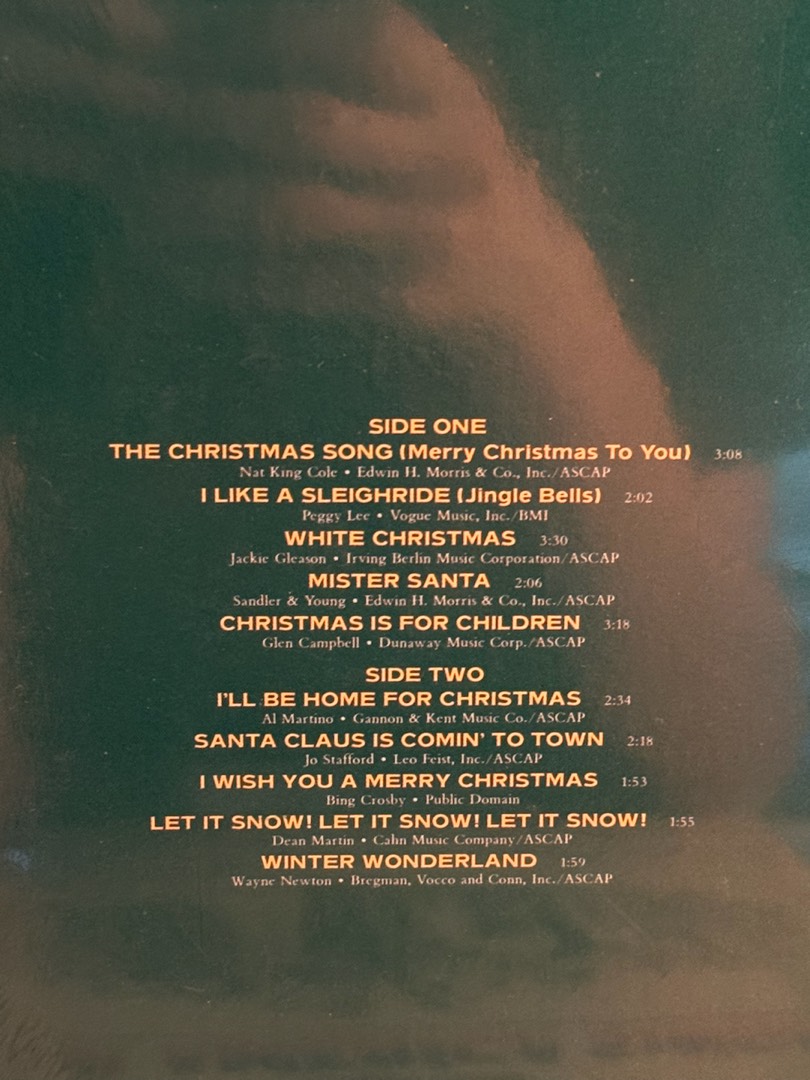 SIDE ONE
THE CHRISTMAS SONG (Merry Christmas To You) 3:08
Nat King Cole • Edwin H. Morris & Co., Inc./ASCAP
I LIKE A SLEIGHRIDE (Jingle Bells) 2:02
Peggy Lee • Vogue Music, Inc./BMI
WHITE CHRISTMAS 3:30
Jackie Gleason • Irving Berlin Music Corporation/ASCAP
MISTER SANTA 2:06
Sandler & Young • Edwin H. Morris & Co., Inc./ASCAP
CHRISTMAS IS FOR CHILDREN 3:18
Glen Campbell • Dunaway Music Corp./ASCAP
SIDE TWO
I'LL BE HOME FOR CHRISTMAS 2:34
Al Martino • Gannon & Kent Music Co./ASCAP
SANTA CLAUS IS COMIN' TO TOWN 2:18
Jo Stafford • Leo Feist, Inc./ASCAP
I WISH YOU A MERRY CHRISTMAS 1:53
Bing Crosby • Public Domain
LET IT SNOW! LET IT SNOW! LET IT SNOW! 1:55
Dean Martin • Cahn Music Company/ASCAP
WINTER WONDERLAND 1:59
Wayne Newton • Bregman, Vocco and Conn, Inc./ASCAP